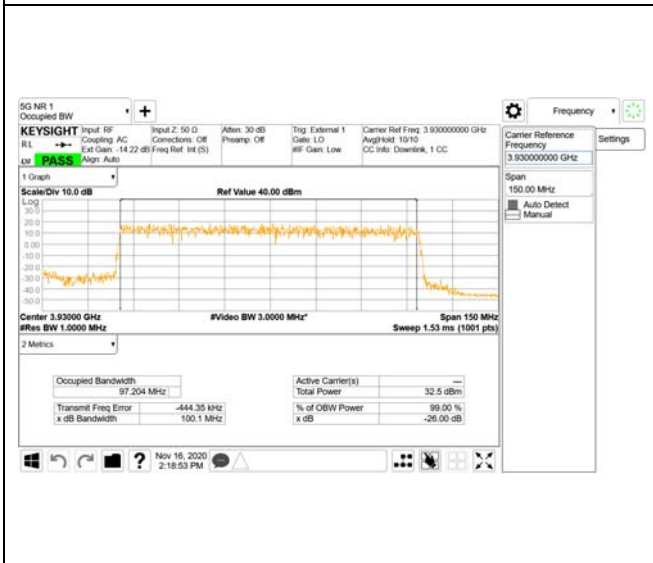 5G NR 1
Occupied BW
+
Frequency
KEYSIGHT Input: RF Input Z: 50 Ω Atten: 30 dB Trig: External 1 Carrier Ref Freq: 3.930000000 GHz
RL Coupling: AC Corrections: Off Preamp: Off Gate: LO Avg|Hold: 10/10
Ext Gain: -14.22 dB Freq Ref: Int (S) #IF Gain: Low CC Info: Downlink, 1 CC
PASS Align: Auto
Carrier Reference
Frequency
3.930000000 GHz
Settings
Span
150.00 MHz
Auto Detect
Manual
1 Graph
Scale/Div 10.0 dB Ref Value 40.00 dBm
Log
30.0
20.0
10.0
0.00
-10.0
-20.0
-30.0
-40.0
-50.0
Center 3.93000 GHz #Video BW 3.0000 MHz* Span 150 MHz
#Res BW 1.0000 MHz Sweep 1.53 ms (1001 pts)
2 Metrics
Occupied Bandwidth Active Carrier(s) ---
97.204 MHz Total Power 32.5 dBm
Transmit Freq Error -444.35 kHz % of OBW Power 99.00 %
x dB Bandwidth 100.1 MHz x dB -26.00 dB
? Nov 16, 2020
2:18:53 PM